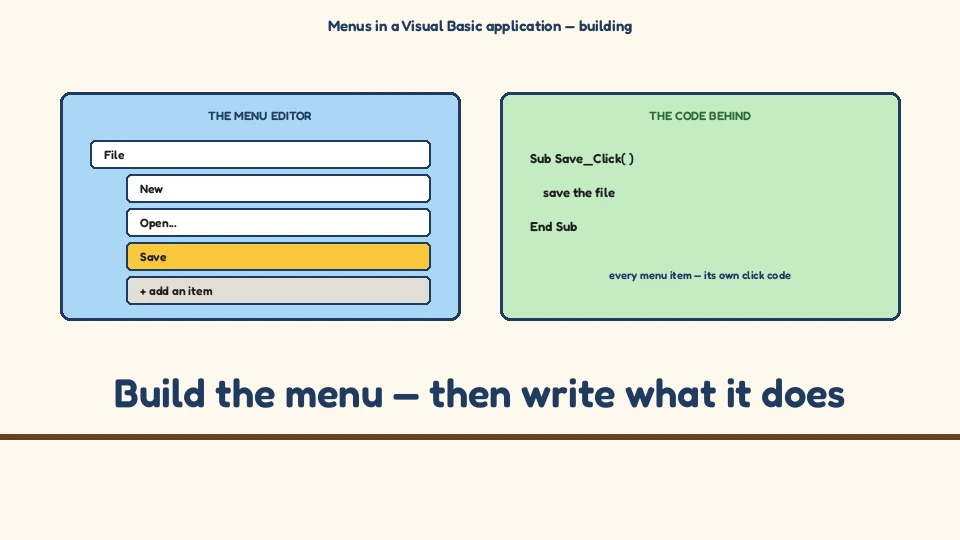 Menus in a Visual Basic application — building
THE MENU EDITOR
File
New
Open...
Save
+ add an item
THE CODE BEHIND
Sub Save_Click( )
save the file
End Sub
every menu item — its own click code
Build the menu — then write what it does